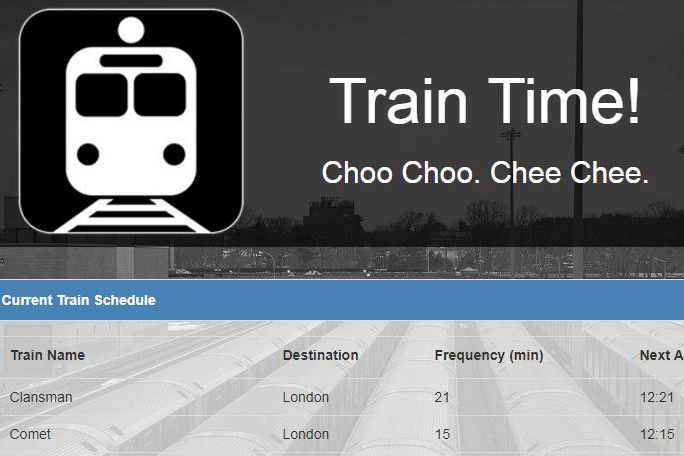 Train Time!
Choo Choo. Chee Chee.
Current Train Schedule
Train Name Destination Frequency (min) Next A
Clansman London 21 12:21
Comet London 15 12:15